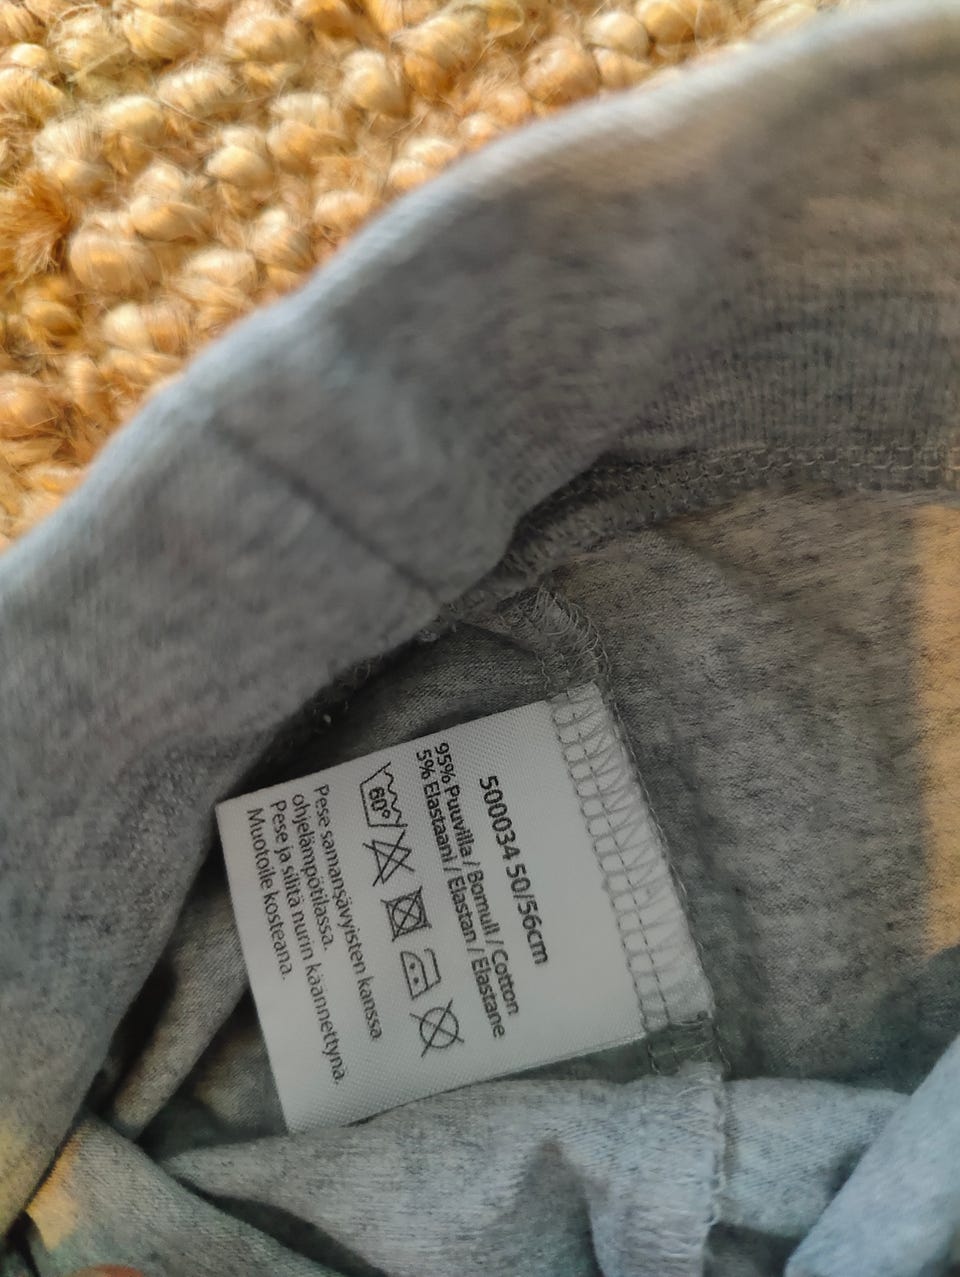 500034 50/56cm
95% Puuvilla / Bomull / Cotton
5% Elastaani / Elastan / Elastane
60°
Pese samansävyisten kanssa
ohjelämpötilassa.
Pese ja silitä nurin käännettynä.
Muotoile kosteana.